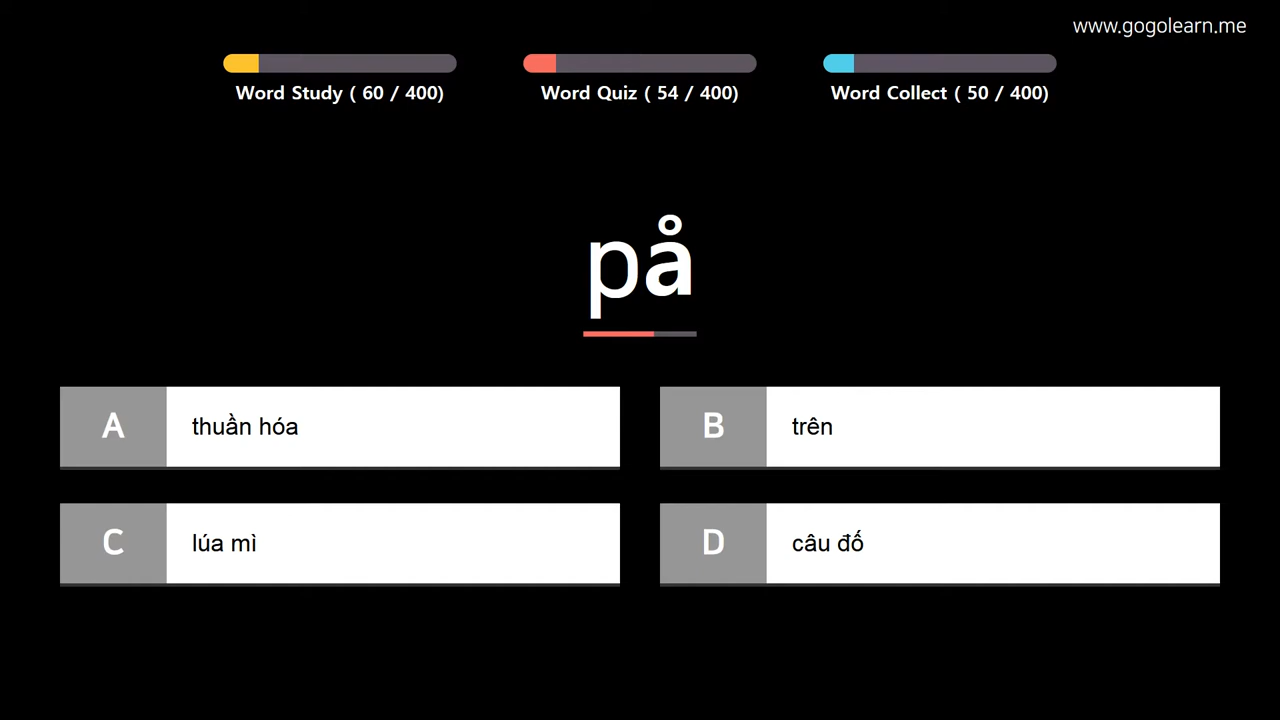 www.gogolearn.me
Word Study ( 60 / 400)
Word Quiz ( 54 / 400)
Word Collect ( 50 / 400)
på
A thuần hóa
B trên
C lúa mì
D câu đố